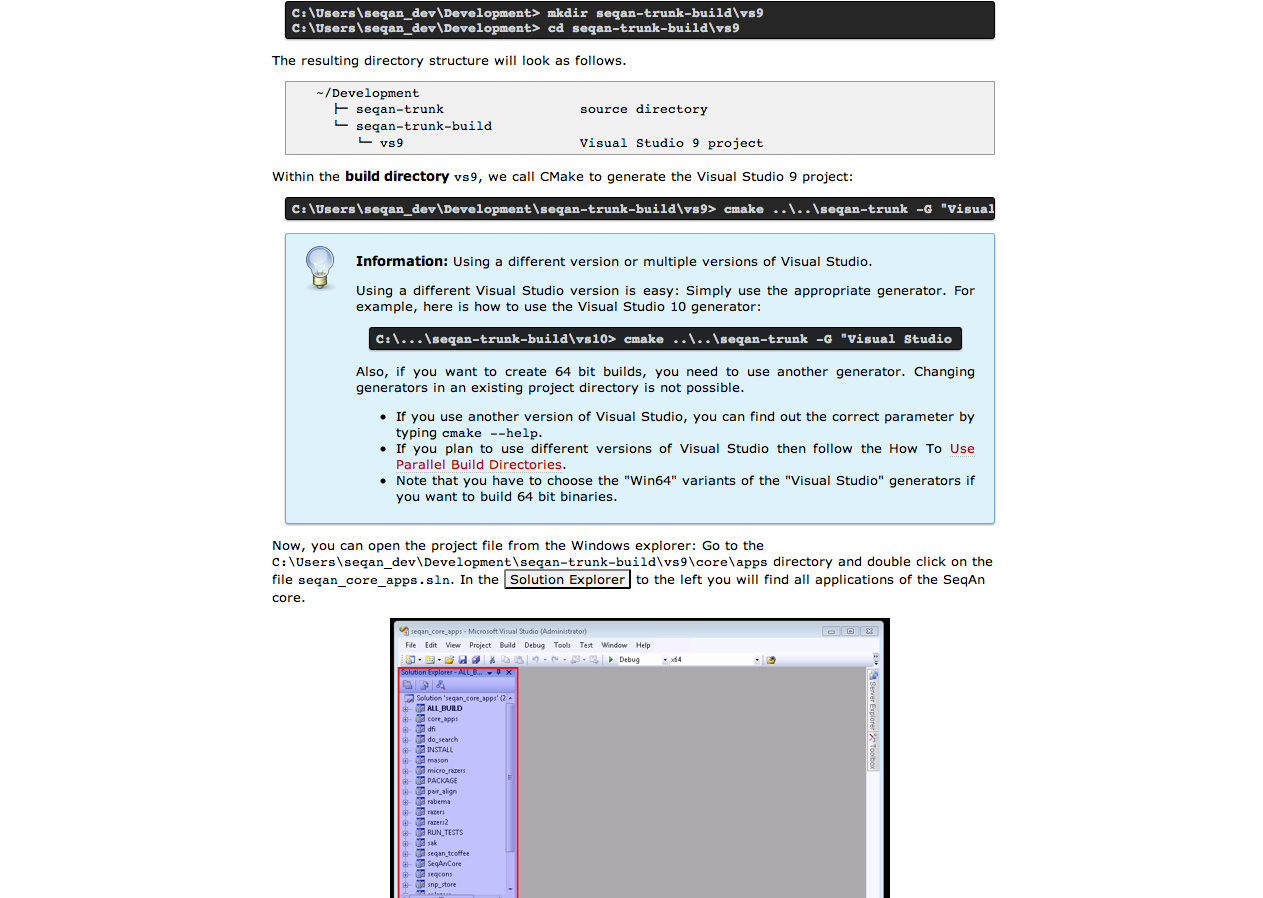 C:\Users\seqan_dev\Development> mkdir seqan-trunk-build\vs9
C:\Users\seqan_dev\Development> cd seqan-trunk-build\vs9
The resulting directory structure will look as follows.
~/Development
├─ seqan-trunk source directory
└─ seqan-trunk-build
└─ vs9 Visual Studio 9 project
Within the build directory vs9, we call CMake to generate the Visual Studio 9 project:
C:\Users\seqan_dev\Development\seqan-trunk-build\vs9> cmake ..\..\seqan-trunk -G "Visual
Information: Using a different version or multiple versions of Visual Studio.
Using a different Visual Studio version is easy: Simply use the appropriate generator. For
example, here is how to use the Visual Studio 10 generator:
C:\...\seqan-trunk-build\vs10> cmake ..\..\seqan-trunk -G "Visual Studio
Also, if you want to create 64 bit builds, you need to use another generator. Changing
generators in an existing project directory is not possible.
• If you use another version of Visual Studio, you can find out the correct parameter by
typing cmake --help.
• If you plan to use different versions of Visual Studio then follow the How To Use
Parallel Build Directories.
• Note that you have to choose the "Win64" variants of the "Visual Studio" generators if
you want to build 64 bit binaries.
Now, you can open the project file from the Windows explorer: Go to the
C:\Users\seqan_dev\Development\seqan-trunk-build\vs9\core\apps directory and double click on the
file seqan_core_apps.sln. In the Solution Explorer to the left you will find all applications of the SeqAn
core.
seqan_core_apps - Microsoft Visual Studio (Administrator)
File Edit View Project Build Debug Tools Test Window Help
Debug x64
Solution Explorer - ALL_B...
Solution 'seqan_core_apps' (2
ALL_BUILD
core_apps
dfi
do_search
INSTALL
mason
micro_razers
PACKAGE
pair_align
rabema
razers
razers2
RUN_TESTS
sak
seqan_tcoffee
SeqAnCore
seqcons
snp_store
Server Explorer
Toolbox